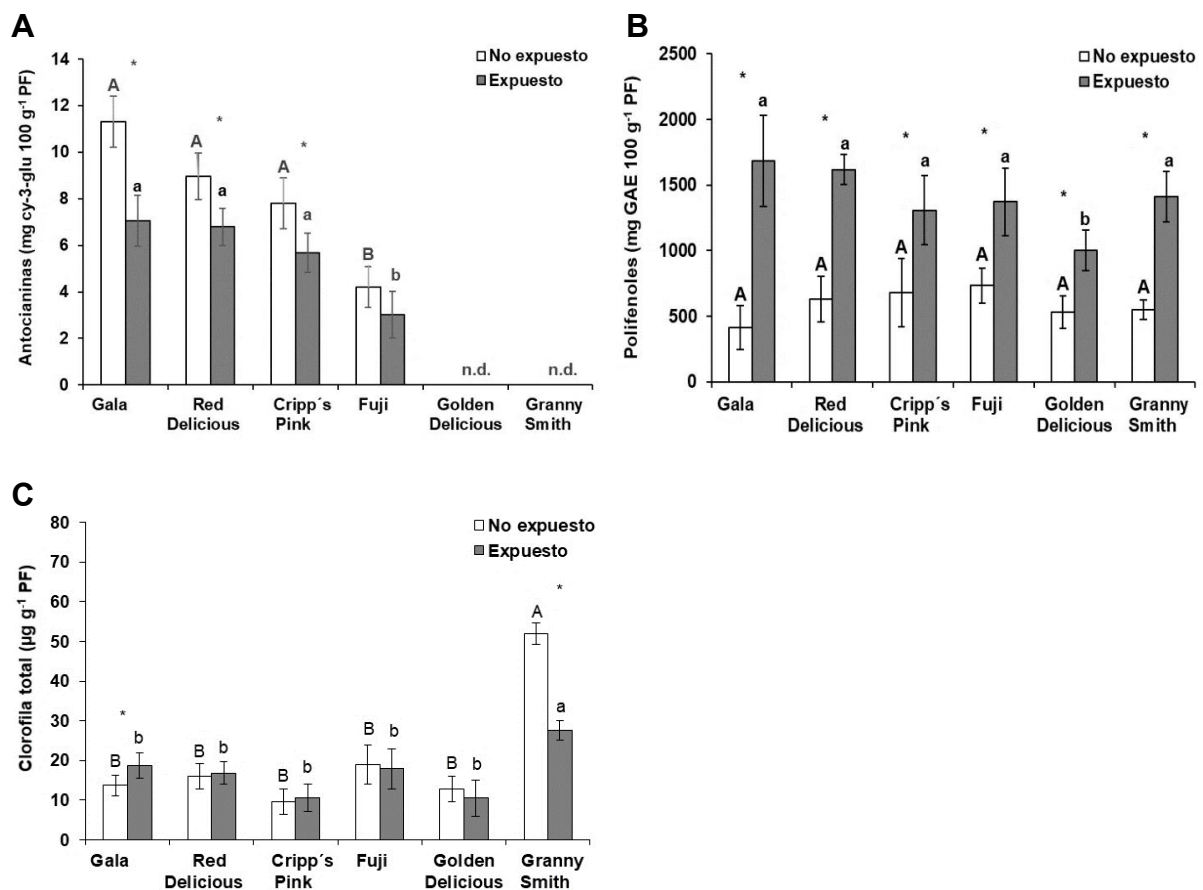 A
Antocianinas (mg cy-3-glu 100 g⁻¹ PF)
14
12
10
8
6
4
2
0
No expuesto
Expuesto
A
*
a
A
*
a
A
*
a
B
b
n.d.
n.d.
Gala
Red
Delicious
Cripp´s
Pink
Fuji
Golden
Delicious
Granny
Smith
B
Polifenoles (mg GAE 100 g⁻¹ PF)
2500
2000
1500
1000
500
0
No expuesto
Expuesto
*
A
a
*
A
a
*
A
a
*
A
a
*
A
b
*
A
a
Gala
Red
Delicious
Cripp´s
Pink
Fuji
Golden
Delicious
Granny
Smith
C
Clorofila total (µg g⁻¹ PF)
80
70
60
50
40
30
20
10
0
No expuesto
Expuesto
*
B
b
B
b
B
b
B
b
B
b
*
A
a
Gala
Red
Delicious
Cripp´s
Pink
Fuji
Golden
Delicious
Granny
Smith